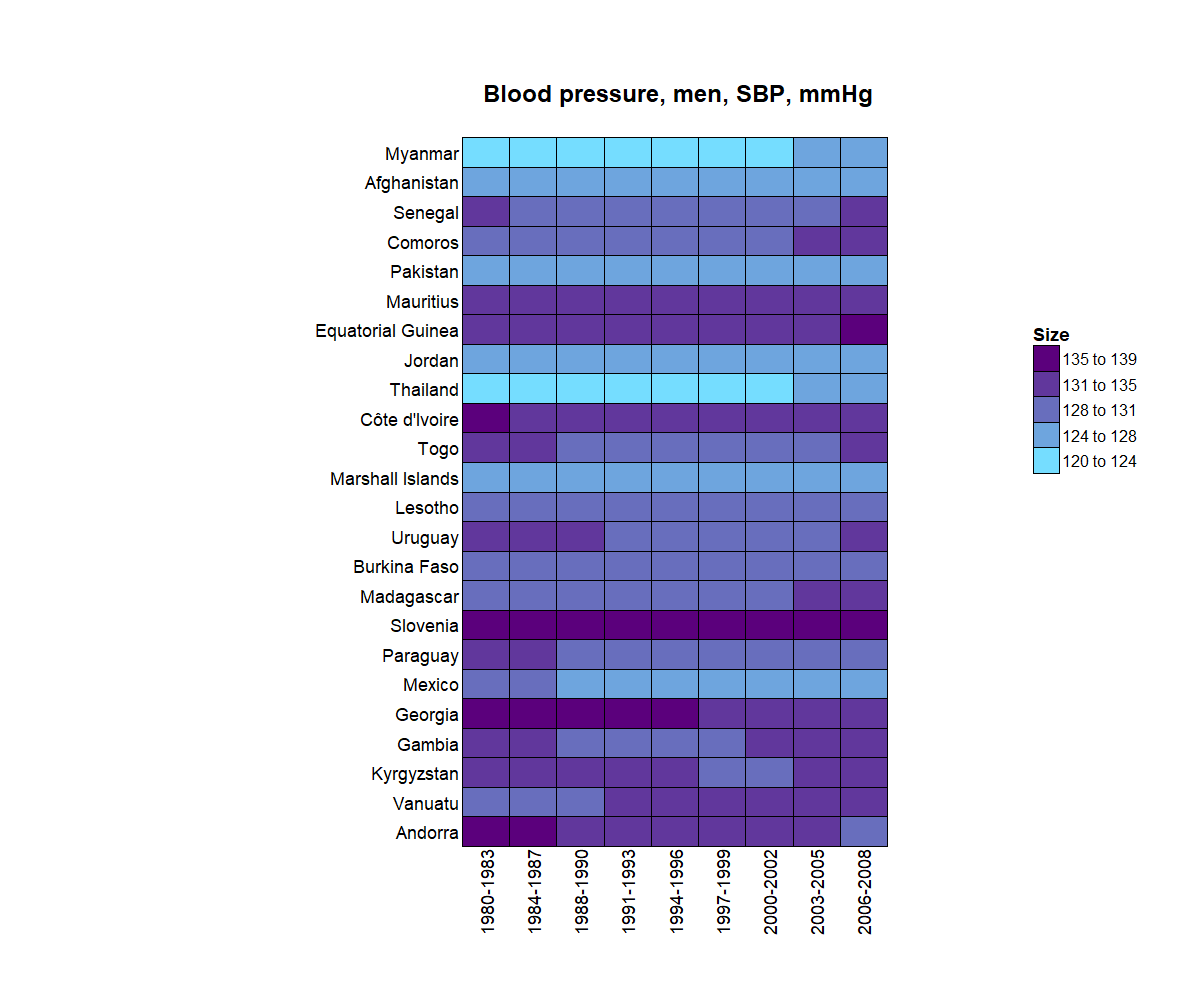 Blood pressure, men, SBP, mmHg
Myanmar
Afghanistan
Senegal
Comoros
Pakistan
Mauritius
Equatorial Guinea
Jordan
Thailand
Côte d'Ivoire
Togo
Marshall Islands
Lesotho
Uruguay
Burkina Faso
Madagascar
Slovenia
Paraguay
Mexico
Georgia
Gambia
Kyrgyzstan
Vanuatu
Andorra
1980-1983
1984-1987
1988-1990
1991-1993
1994-1996
1997-1999
2000-2002
2003-2005
2006-2008
Size
135 to 139
131 to 135
128 to 131
124 to 128
120 to 124